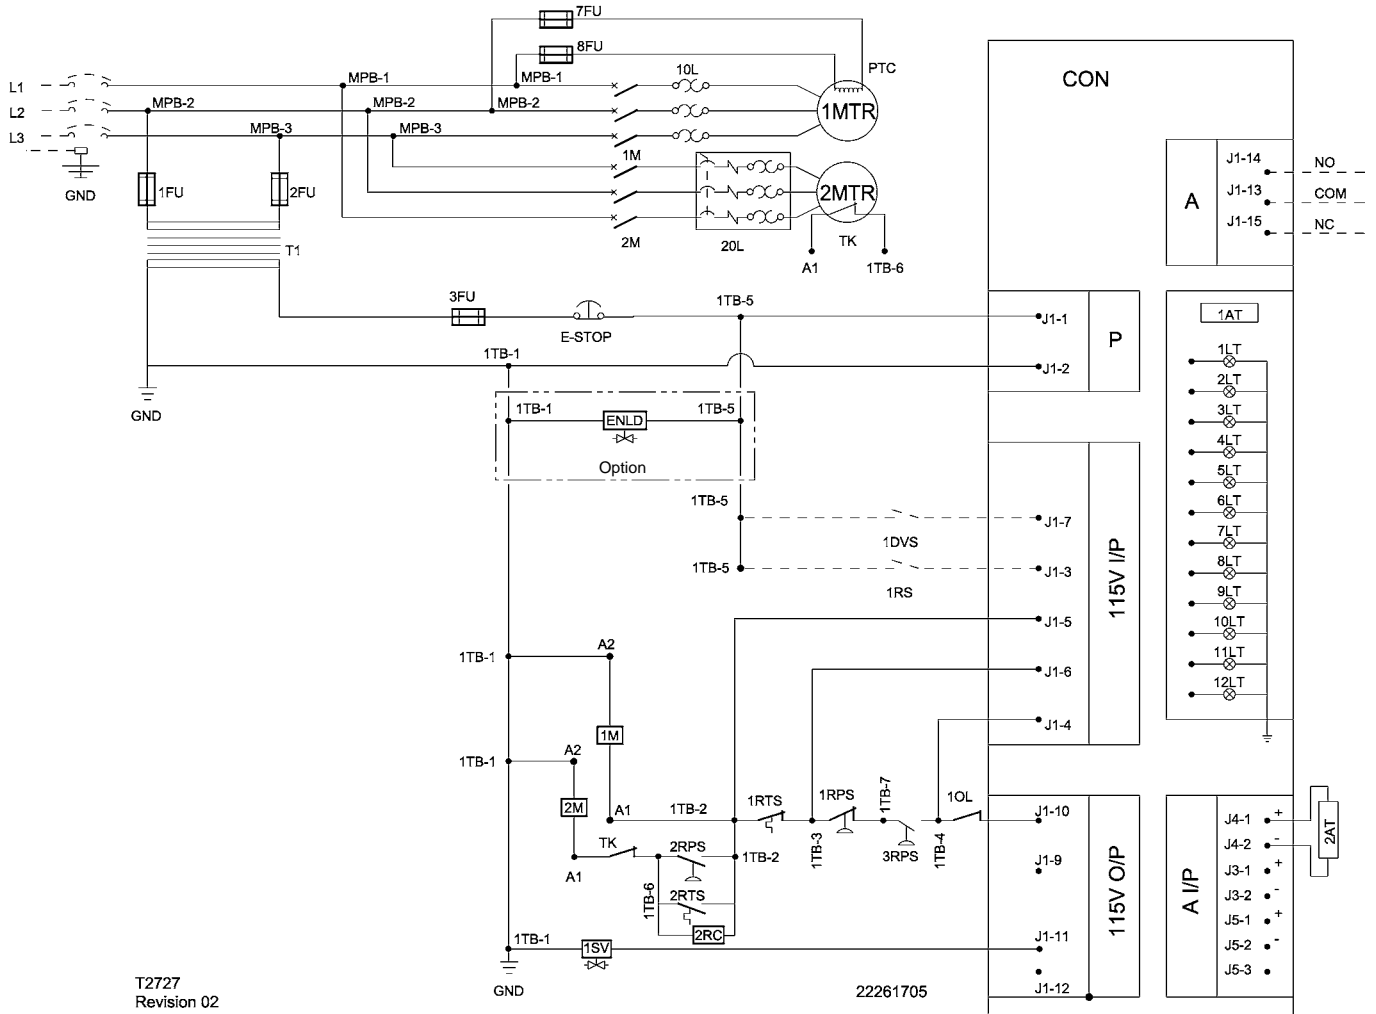 7FU
8FU
PTC
CON
L1
MPB-1
MPB-1
10L
L2
MPB-2
MPB-2
MPB-2
1MTR
L3
MPB-3
MPB-3
GND
1M
2MTR
A
J1-14
NO
J1-13
COM
J1-15
NC
1FU
2FU
2M
20L
TK
T1
A1
1TB-6
3FU
1TB-5
E-STOP
J1-1
P
1AT
1TB-1
J1-2
GND
1LT
2LT
3LT
4LT
5LT
6LT
7LT
8LT
9LT
10LT
11LT
12LT
1TB-1
ENLD
1TB-5
Option
1TB-5
J1-7
1DVS
115V I/P
1TB-5
J1-3
1RS
J1-5
1TB-1
A2
J1-6
1M
J1-4
1TB-1
A2
2M
A1
1TB-2
1RTS
1RPS
1TB-7
1OL
J1-10
TK
2RPS
1TB-2
1TB-3
3RPS
1TB-4
J1-9
A1
1TB-6
2RTS
2RC
115V O/P
1TB-1
1SV
J1-11
GND
J1-12
A I/P
J4-1 +
J4-2 -
J3-1 +
J3-2 -
J5-1 +
J5-2 -
J5-3
2AT
T2727
Revision 02
22261705